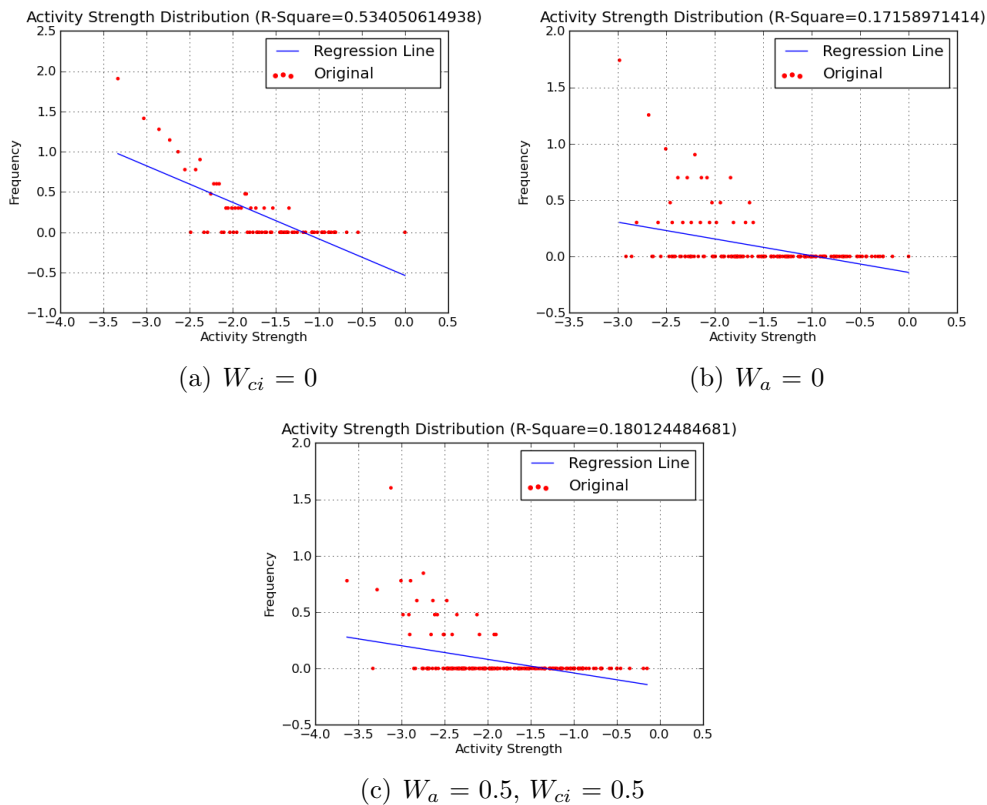 Activity Strength Distribution (R-Square=0.534050614938)
2.5
2.0
1.5
1.0
0.5
0.0
−0.5
−1.0
Frequency
Regression Line
Original
−4.0 −3.5 −3.0 −2.5 −2.0 −1.5 −1.0 −0.5 0.0 0.5
Activity Strength
(a) W_{ci} = 0
Activity Strength Distribution (R-Square=0.17158971414)
2.0
1.5
1.0
0.5
0.0
−0.5
Frequency
Regression Line
Original
−3.5 −3.0 −2.5 −2.0 −1.5 −1.0 −0.5 0.0 0.5
Activity Strength
(b) W_a = 0
Activity Strength Distribution (R-Square=0.180124484681)
2.0
1.5
1.0
0.5
0.0
−0.5
Frequency
Regression Line
Original
−4.0 −3.5 −3.0 −2.5 −2.0 −1.5 −1.0 −0.5 0.0 0.5
Activity Strength
(c) W_a = 0.5, W_{ci} = 0.5